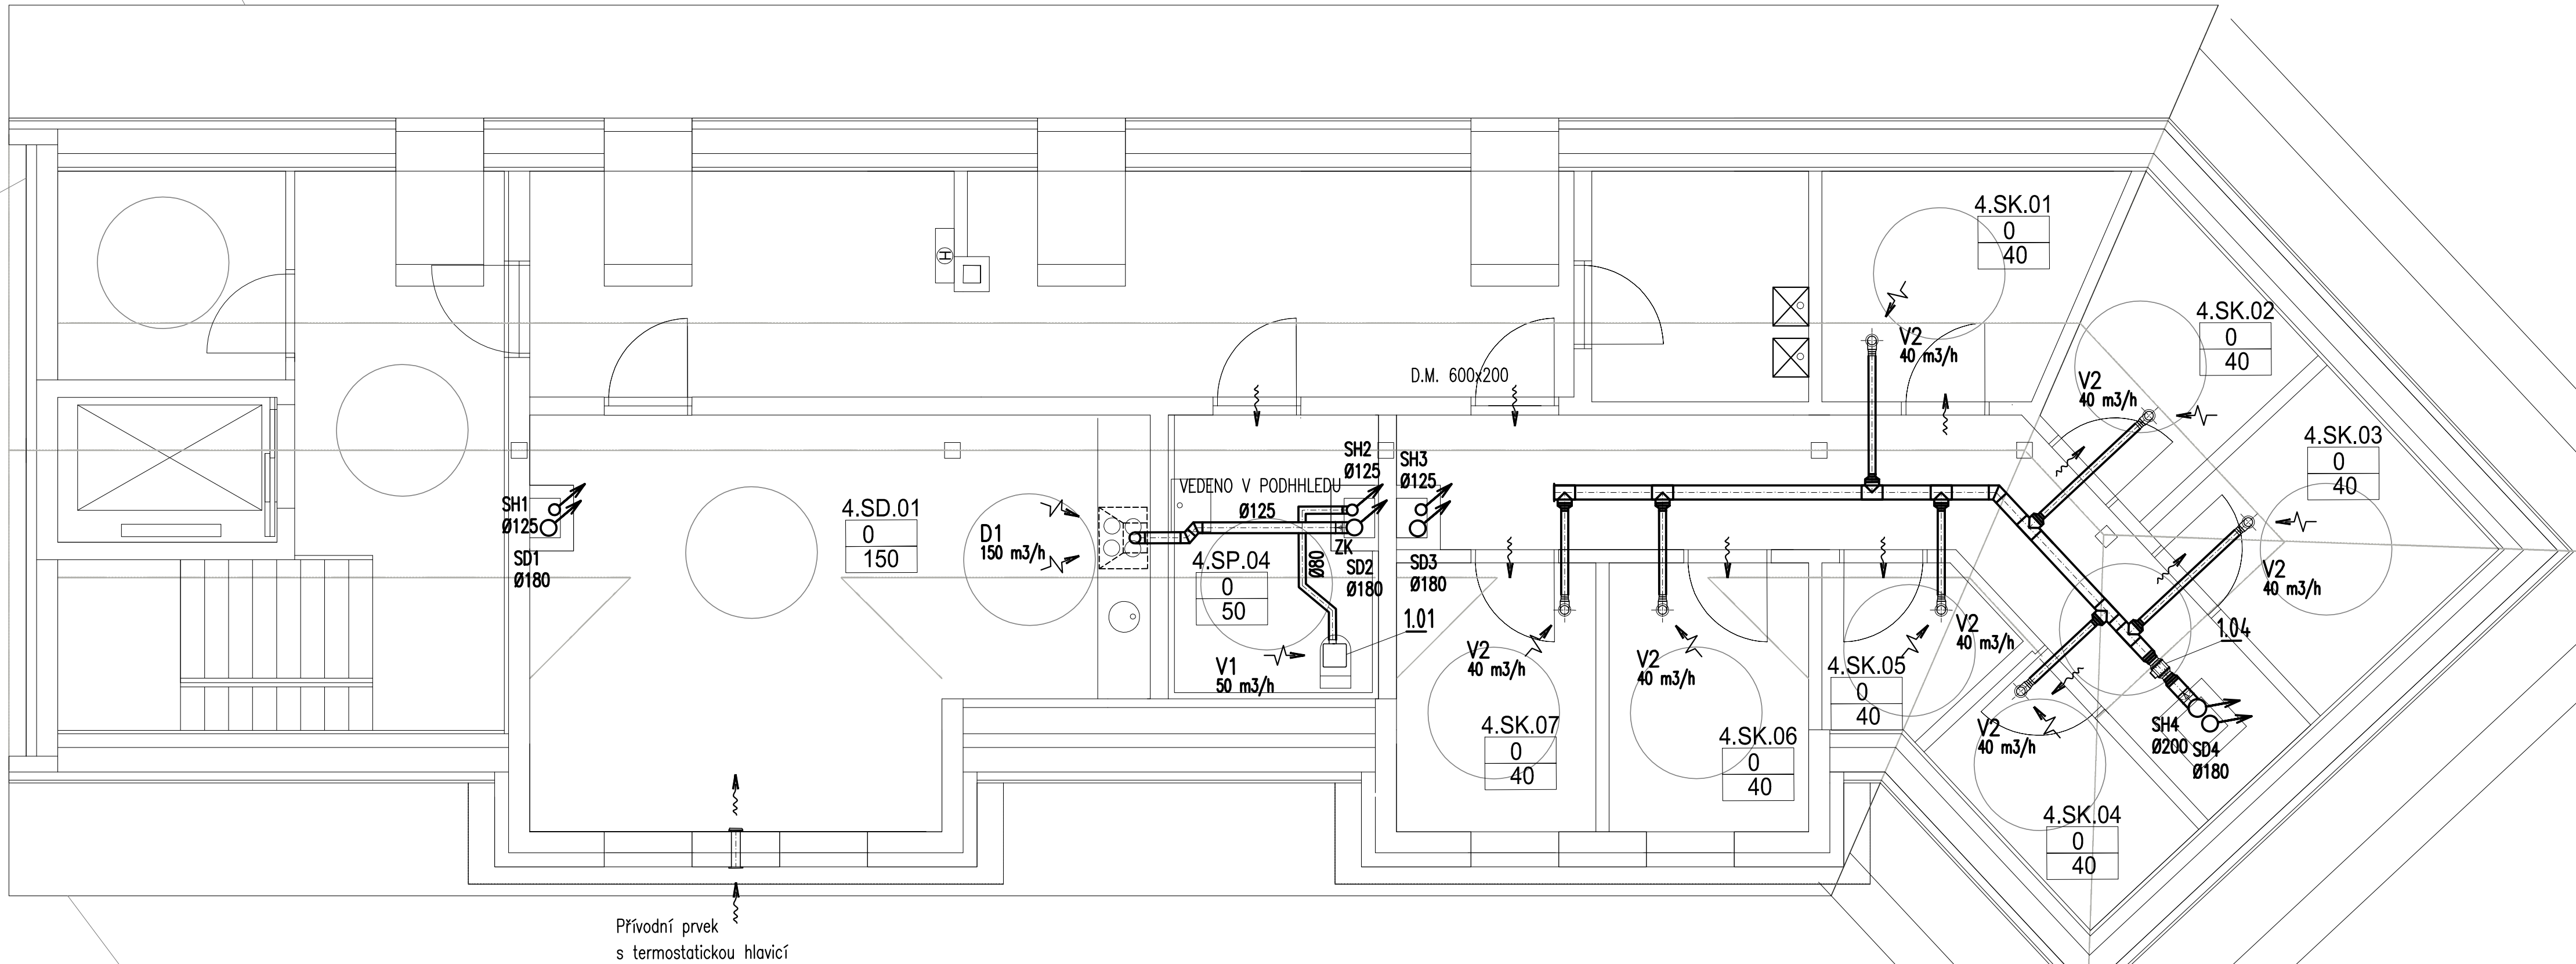 4.SK.01
0
40
4.SK.02
0
40
V2
40 m3/h
V2
40 m3/h
D.M. 600x200
4.SK.03
0
40
H
SH1
Ø125
SD1
Ø180
4.SD.01
0
150
D1
150 m3/h
VEDENO V PODHHLEDU
Ø125
SH2
Ø125
SH3
Ø125
ZK
SD2
Ø180
SD3
Ø180
4.SP.04
0
50
Ø80
1.01
V1
50 m3/h
V2
40 m3/h
V2
40 m3/h
V2
40 m3/h
V2
40 m3/h
1.04
4.SK.05
0
40
4.SK.07
0
40
4.SK.06
0
40
V2
40 m3/h
SH4
Ø200
SD4
Ø180
4.SK.04
0
40
Přívodní prvek
s termostatickou hlavicí